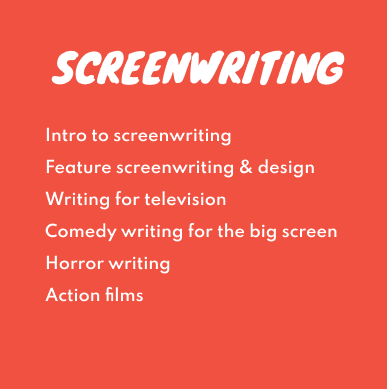 SCREENWRITING
Intro to screenwriting
Feature screenwriting & design
Writing for television
Comedy writing for the big screen
Horror writing
Action films